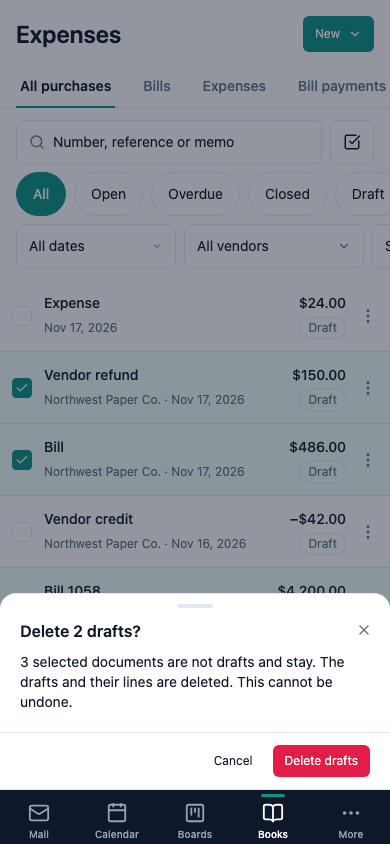 Expenses
New
All purchases Bills Expenses Bill payments
Number, reference or memo
All Open Overdue Closed Draft
All dates All vendors S
Expense $24.00
Nov 17, 2026 Draft
Vendor refund $150.00
Northwest Paper Co. · Nov 17, 2026 Draft
Bill $486.00
Northwest Paper Co. · Nov 17, 2026 Draft
Vendor credit −$42.00
Northwest Paper Co. · Nov 16, 2026 Draft
Bill 1058 $4,200.00
Delete 2 drafts?
3 selected documents are not drafts and stay. The
drafts and their lines are deleted. This cannot be
undone.
Cancel Delete drafts
Mail Calendar Boards Books More